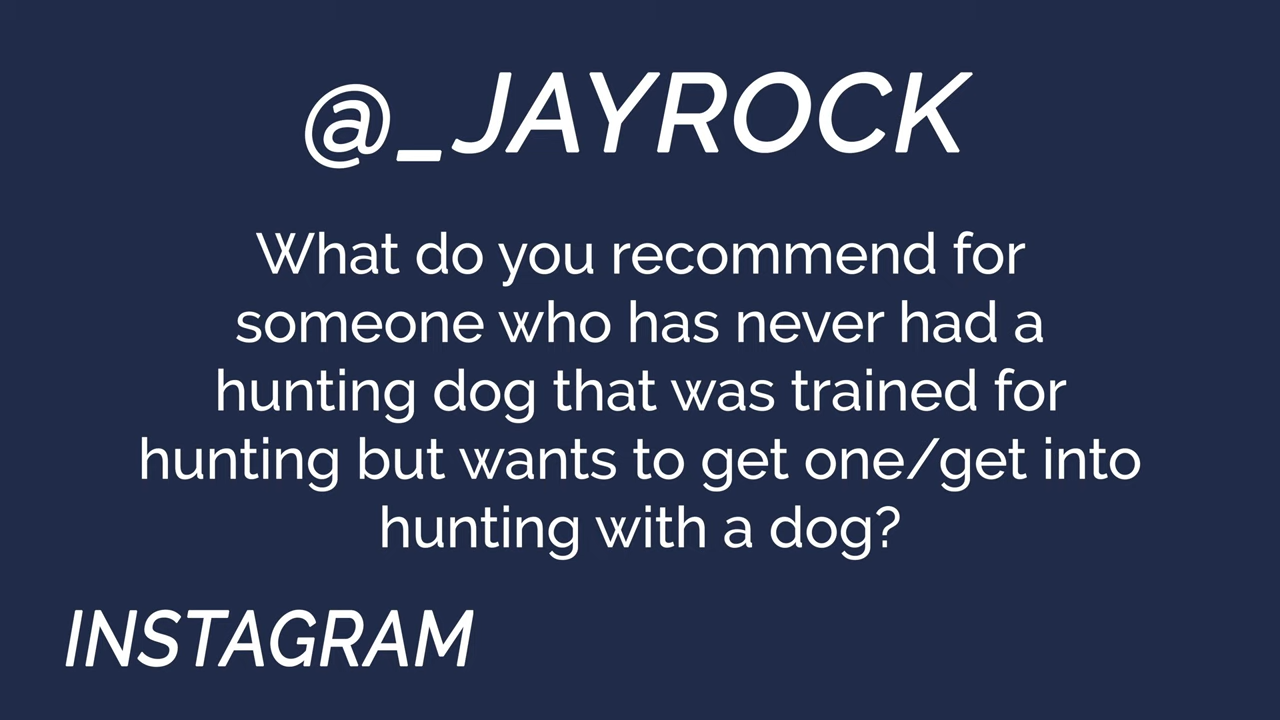 @_JAYROCK
What do you recommend for
someone who has never had a
hunting dog that was trained for
hunting but wants to get one/get into
hunting with a dog?
INSTAGRAM